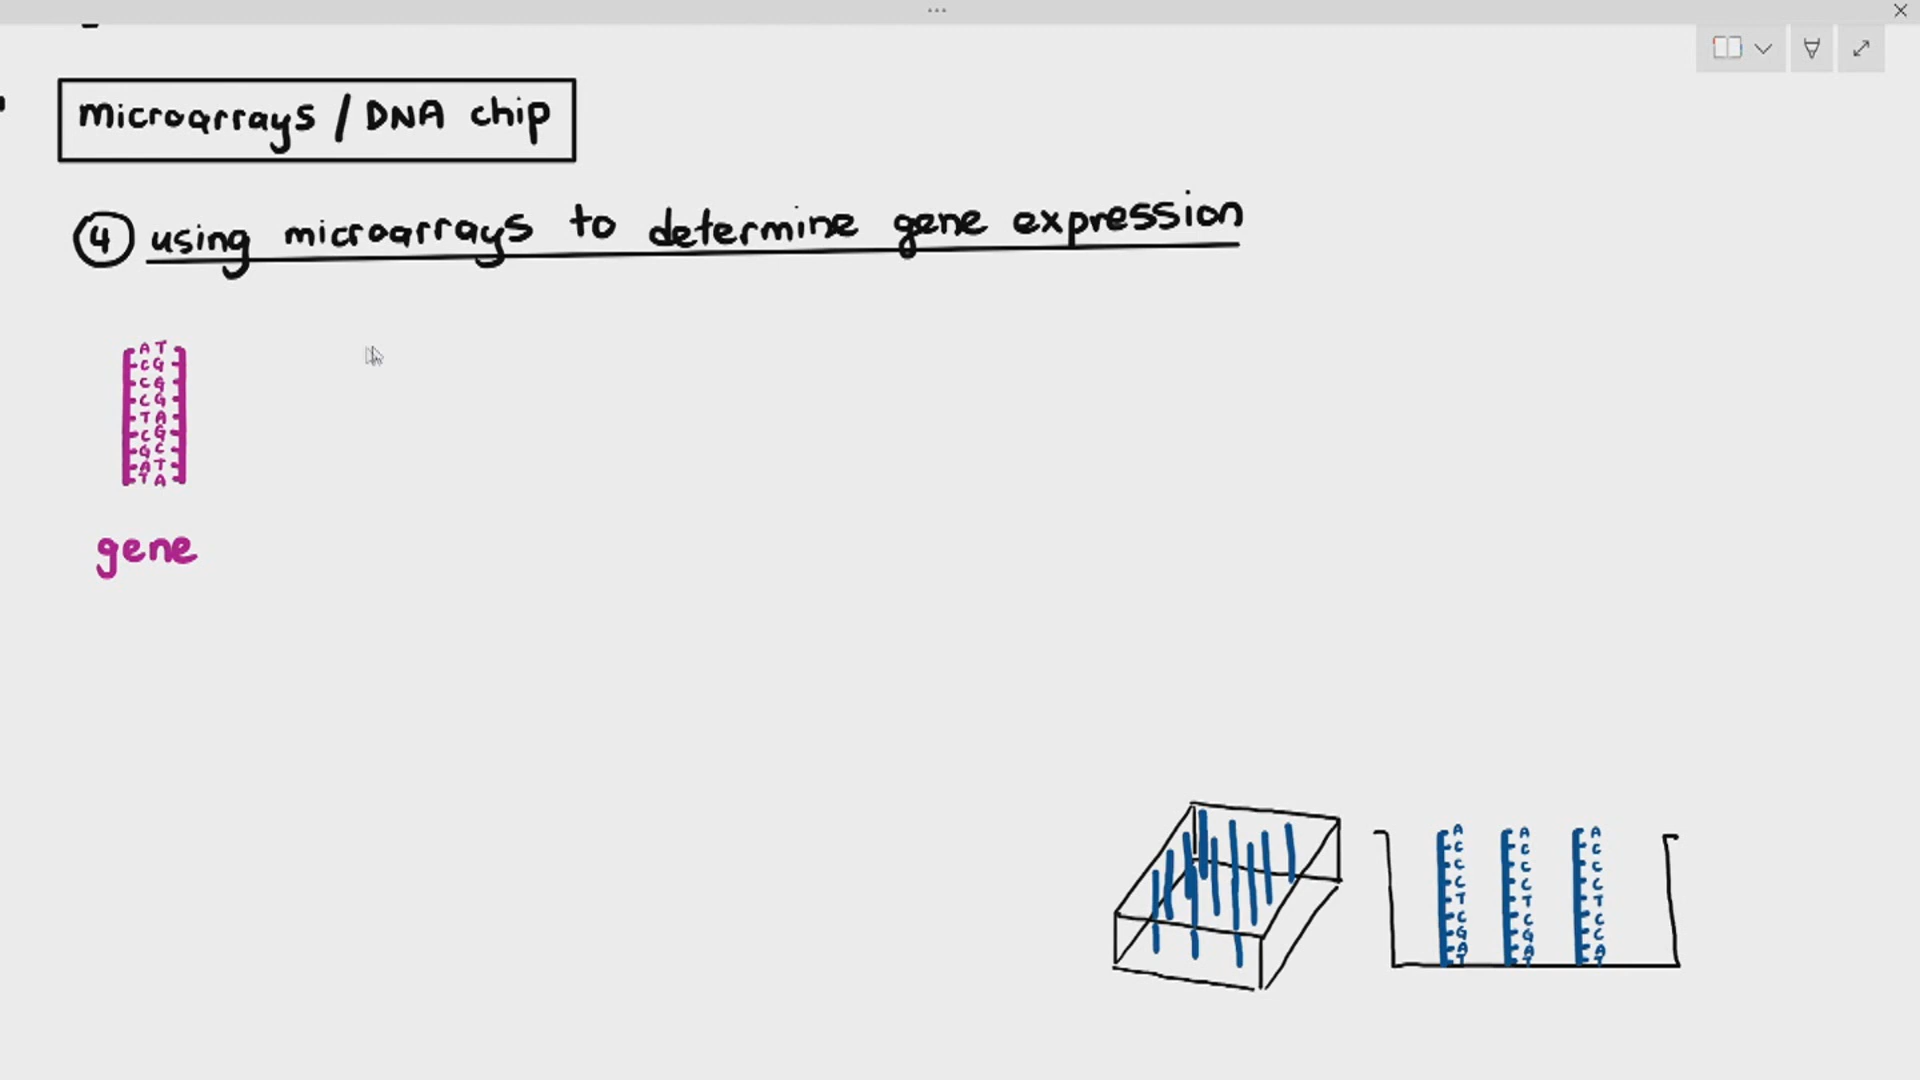 microarrays / DNA chip
④ using microarrays to determine gene expression
A T
C G
C G
C G
T A
C G
G C
A T
T A
gene
A A A
C C C
C C C
C C C
T T T
C C C
G G C
A A A
T T T